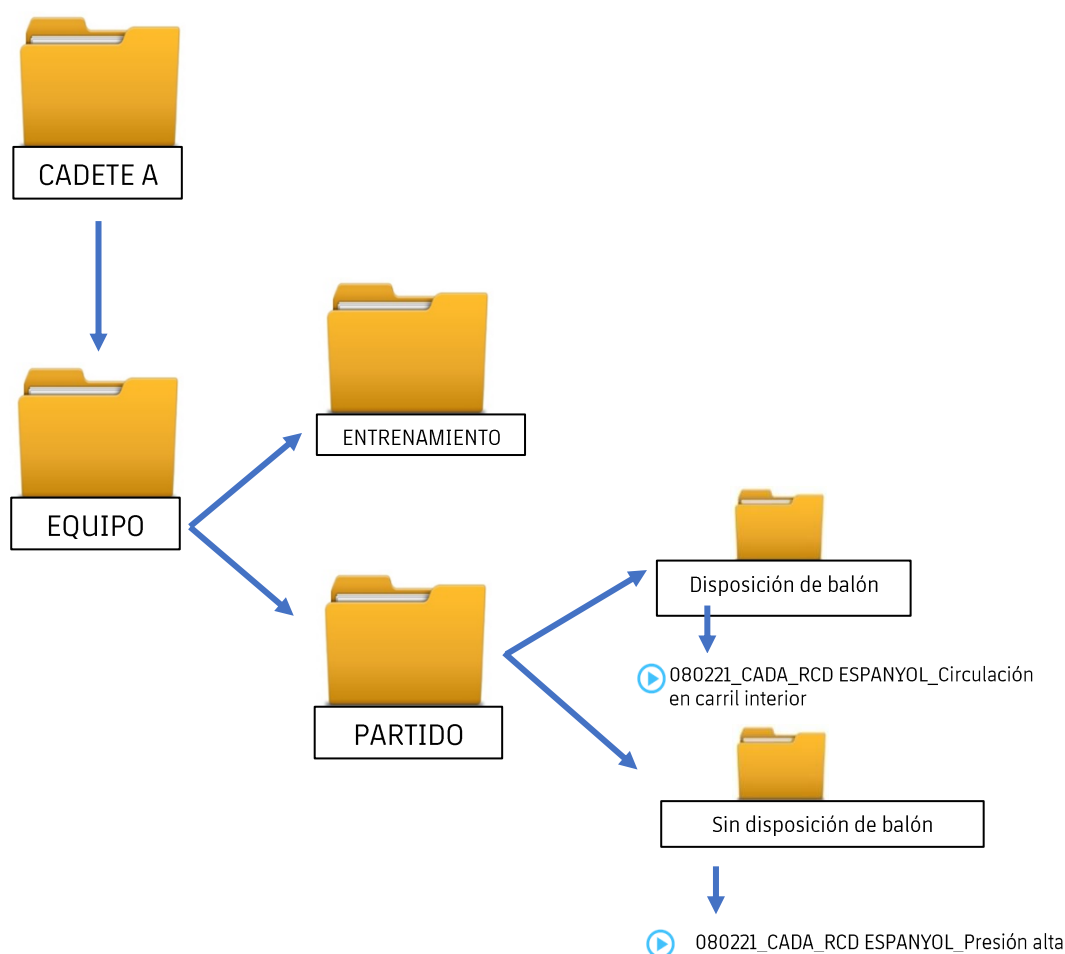 CADETE A
ENTRENAMIENTO
EQUIPO
Disposición de balón
080221_CADA_RCD ESPANYOL_Circulación
en carril interior
PARTIDO
Sin disposición de balón
080221_CADA_RCD ESPANYOL_Presión alta